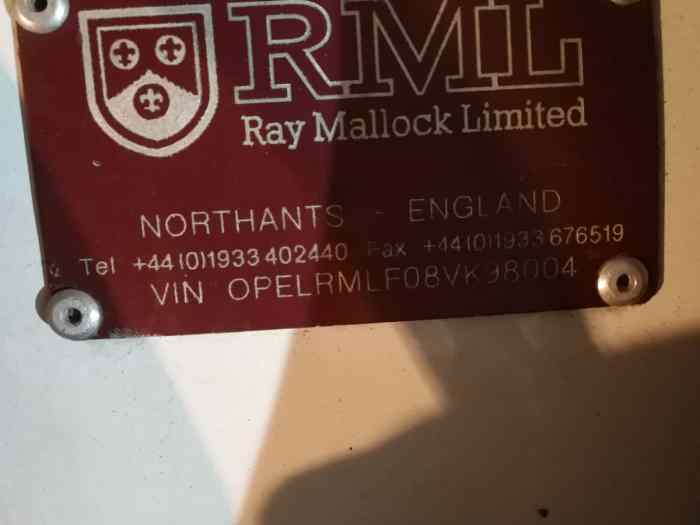 RML
Ray Mallock Limited
NORTHANTS - ENGLAND
Tel +44(0)1933 402440 Fax +44(0)1933 676519
VIN OPELRMLF08VK98004